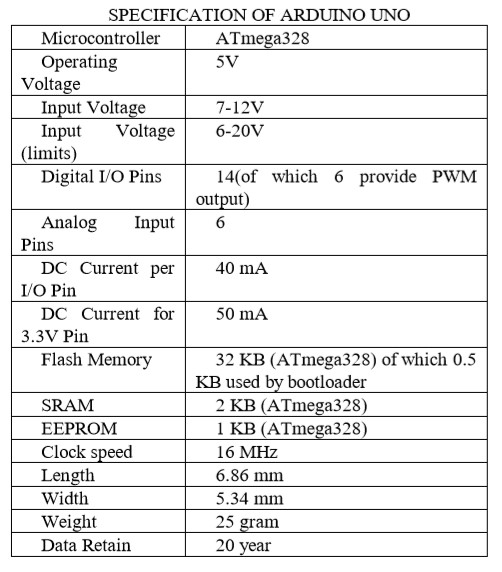 SPECIFICATION OF ARDUINO UNO
Microcontroller ATmega328
Operating Voltage 5V
Input Voltage 7-12V
Input Voltage (limits) 6-20V
Digital I/O Pins 14(of which 6 provide PWM output)
Analog Input Pins 6
DC Current per I/O Pin 40 mA
DC Current for 3.3V Pin 50 mA
Flash Memory 32 KB (ATmega328) of which 0.5 KB used by bootloader
SRAM 2 KB (ATmega328)
EEPROM 1 KB (ATmega328)
Clock speed 16 MHz
Length 6.86 mm
Width 5.34 mm
Weight 25 gram
Data Retain 20 year